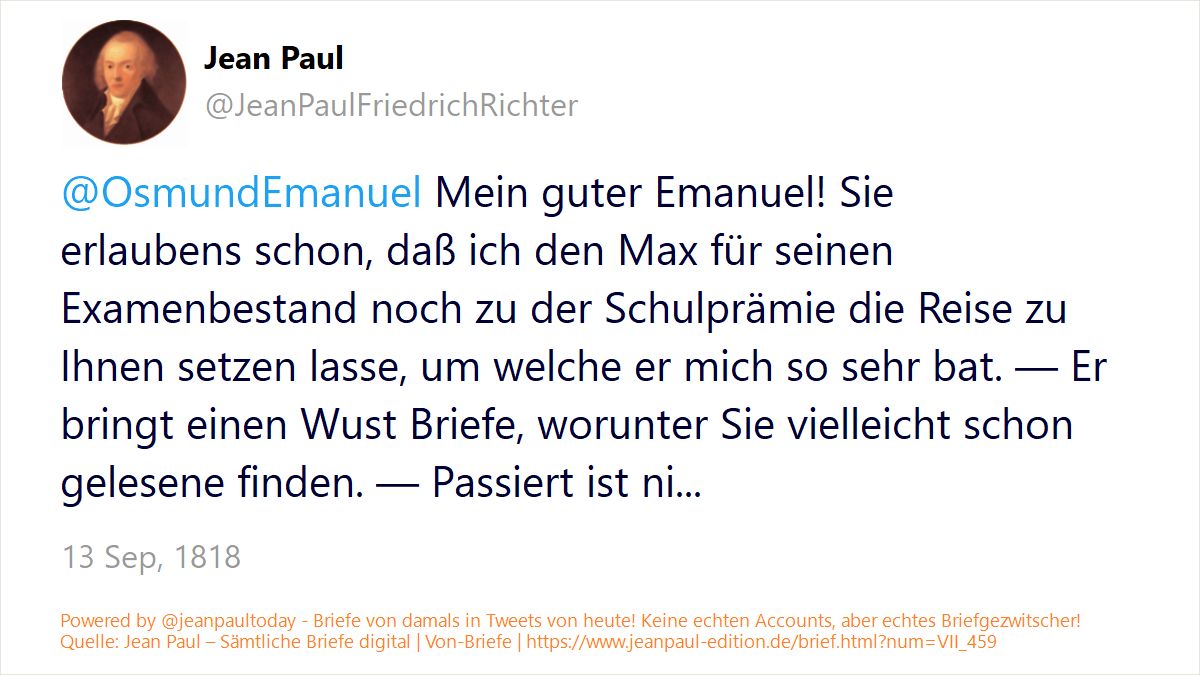 Jean Paul
@JeanPaulFriedrichRichter
@OsmundEmanuel Mein guter Emanuel! Sie
erlaubens schon, daß ich den Max für seinen
Examenbestand noch zu der Schulprämie die Reise zu
Ihnen setzen lasse, um welche er mich so sehr bat. — Er
bringt einen Wust Briefe, worunter Sie vielleicht schon
gelesene finden. — Passiert ist ni...
13 Sep, 1818
Powered by @jeanpaultoday - Briefe von damals in Tweets von heute! Keine echten Accounts, aber echtes Briefgezwitscher!
Quelle: Jean Paul – Sämtliche Briefe digital | Von-Briefe | https://www.jeanpaul-edition.de/brief.html?num=VII_459